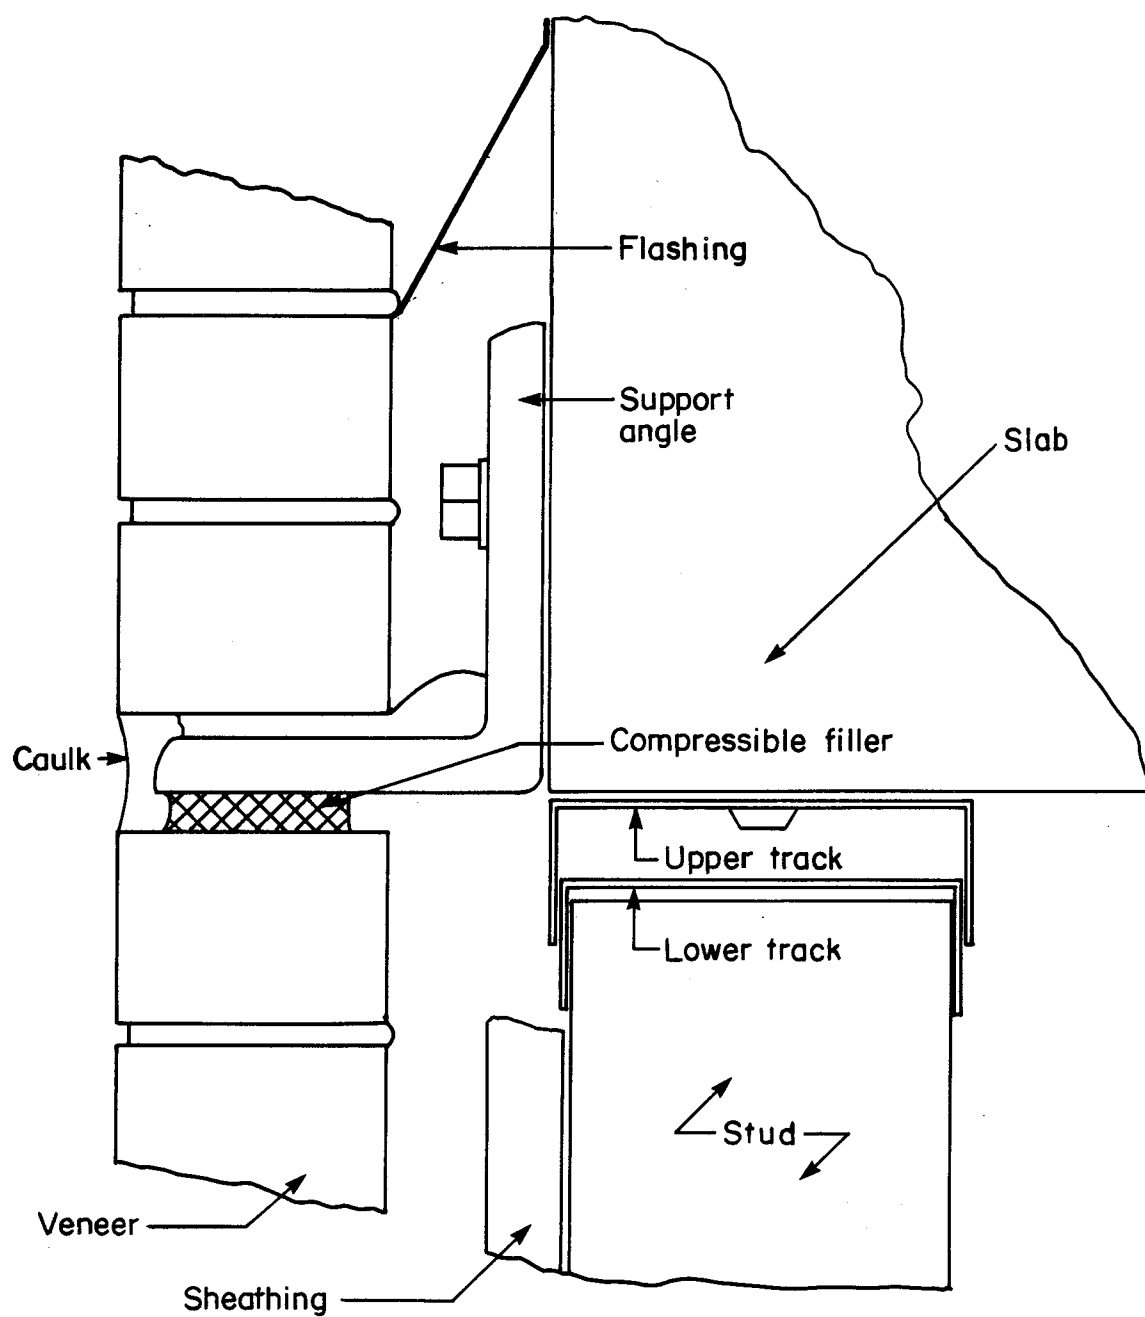 Flashing
Support
angle
Slab
Caulk
Compressible filler
Upper track
Lower track
Stud
Veneer
Sheathing